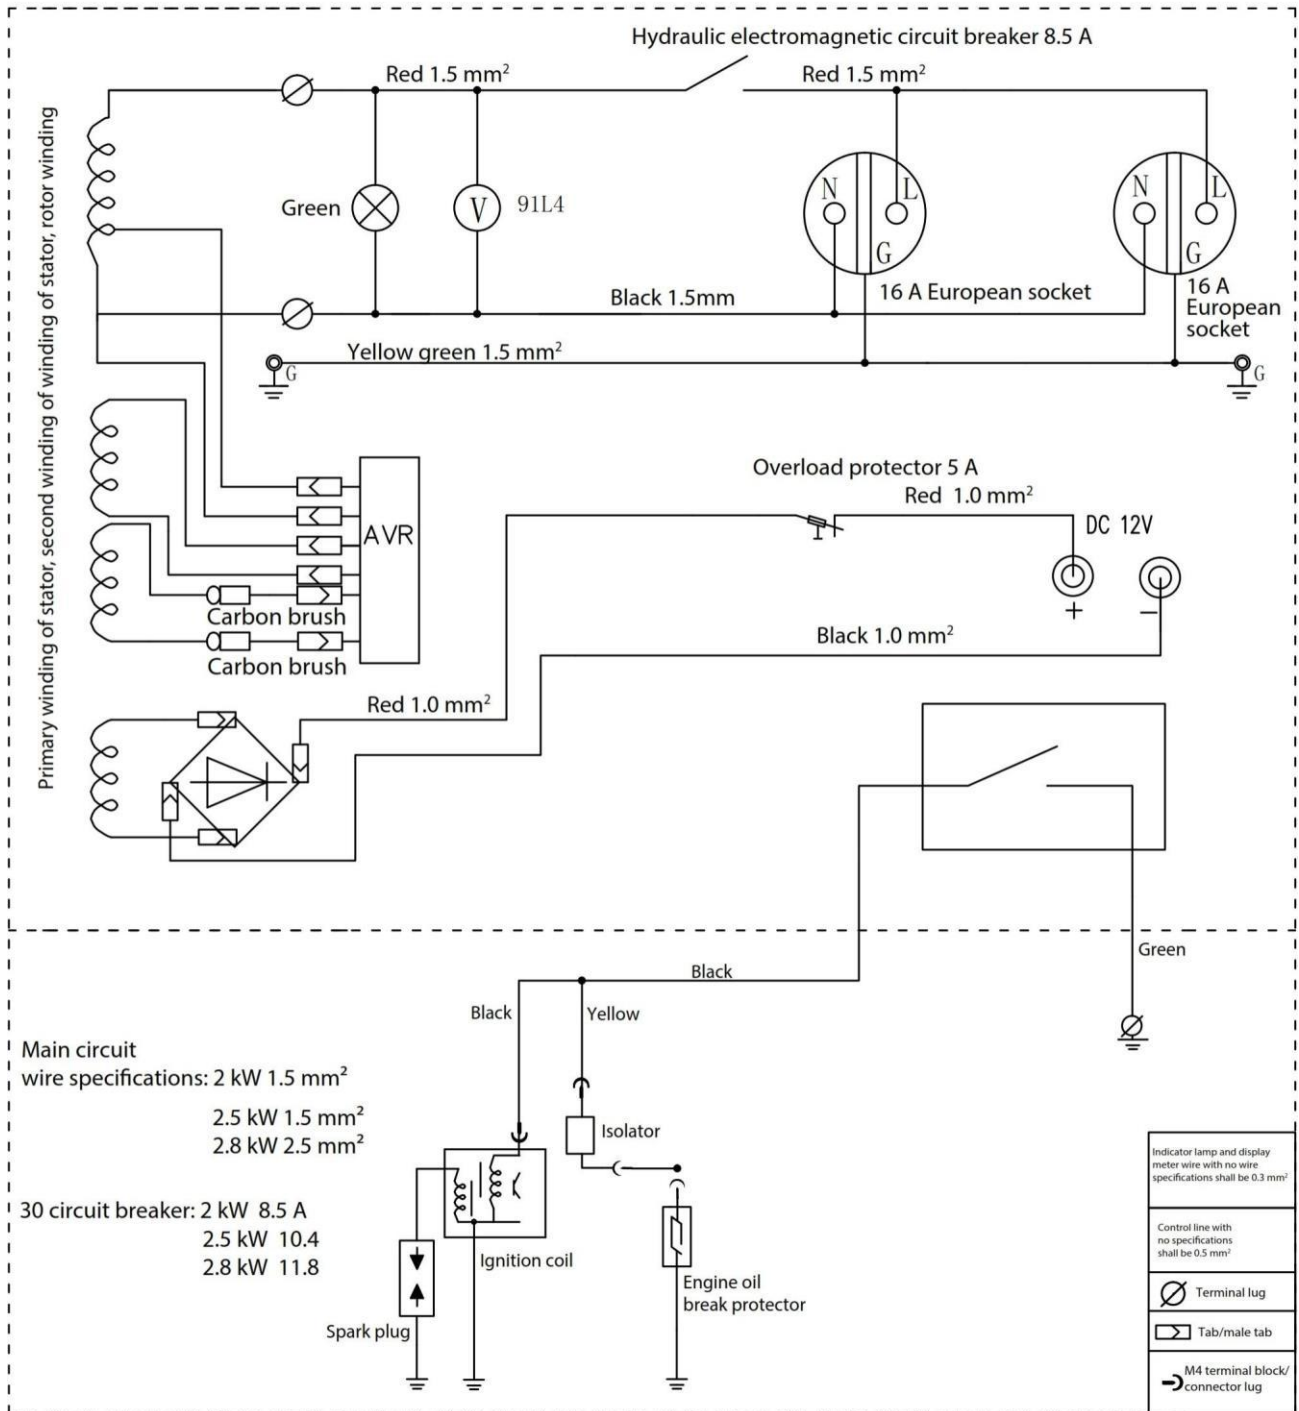 Hydraulic electromagnetic circuit breaker 8.5 A
Red 1.5 mm²
Red 1.5 mm²
Primary winding of stator, second winding of winding of stator, rotor winding
Green
V
91L4
N
L
G
N
L
G
Black 1.5mm
16 A European socket
16 A
European
socket
Yellow green 1.5 mm²
G
G
Overload protector 5 A
Red 1.0 mm²
AVR
DC 12V
+
−
Carbon brush
Carbon brush
Black 1.0 mm²
Red 1.0 mm²
Green
Black
Black
Yellow
Main circuit
wire specifications: 2 kW 1.5 mm²
2.5 kW 1.5 mm²
2.8 kW 2.5 mm²
30 circuit breaker: 2 kW 8.5 A
2.5 kW 10.4
2.8 kW 11.8
Isolator
Ignition coil
Engine oil
break protector
Spark plug
Indicator lamp and display
meter wire with no wire
specifications shall be 0.3 mm²
Control line with
no specifications
shall be 0.5 mm²
Terminal lug
Tab/male tab
M4 terminal block/
connector lug